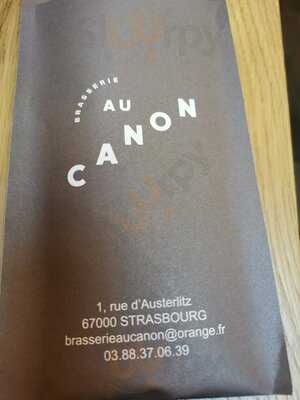 BRASSERIE
AU
CANON
1, rue d'Austerlitz
67000 STRASBOURG
brasserieaucanon@orange.fr
03.88.37.06.39